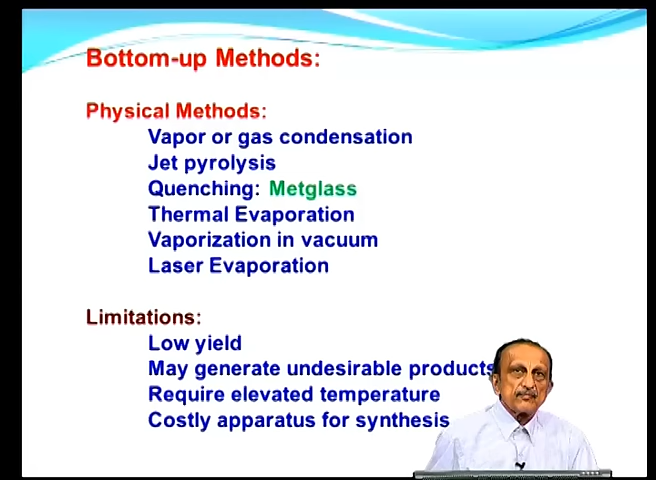 Bottom-up Methods:
Physical Methods:
Vapor or gas condensation
Jet pyrolysis
Quenching: Metglass
Thermal Evaporation
Vaporization in vacuum
Laser Evaporation
Limitations:
Low yield
May generate undesirable products
Require elevated temperature
Costly apparatus for synthesis